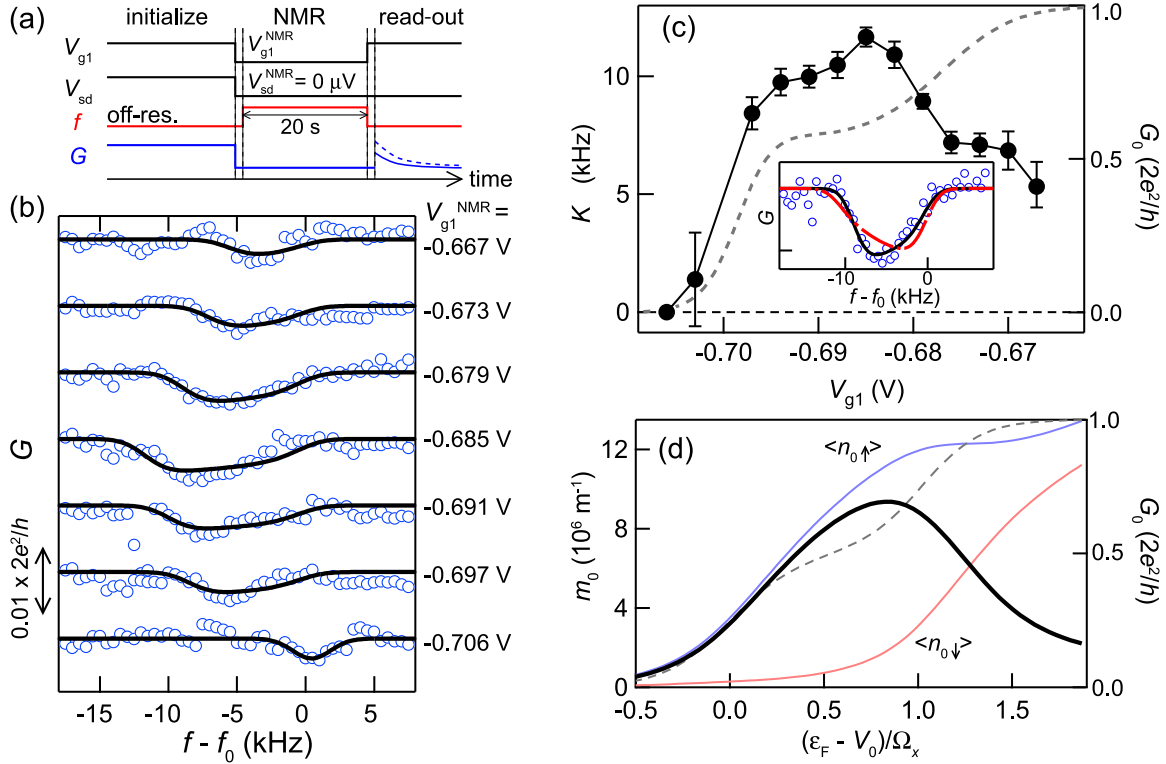 (a)
initialize NMR read-out
V_g1 V_g1^NMR
V_sd V_sd^NMR = 0 μV
f off-res. 20 s
G
time
(b)
V_g1^NMR =
-0.667 V
-0.673 V
-0.679 V
-0.685 V
-0.691 V
-0.697 V
-0.706 V
G
0.01 x 2e²/h
-15 -10 -5 0 5
f - f_0 (kHz)
(c)
K (kHz)
10
5
0
1.0
0.5
0.0
G_0 (2e²/h)
G
-10 0
f - f_0 (kHz)
-0.70 -0.69 -0.68 -0.67
V_g1 (V)
(d)
m_0 (10⁶ m⁻¹)
12
8
4
0
<n_0↑>
<n_0↓>
1.0
0.5
0.0
G_0 (2e²/h)
-0.5 0.0 0.5 1.0 1.5
(ε_F - V_0)/Ω_x